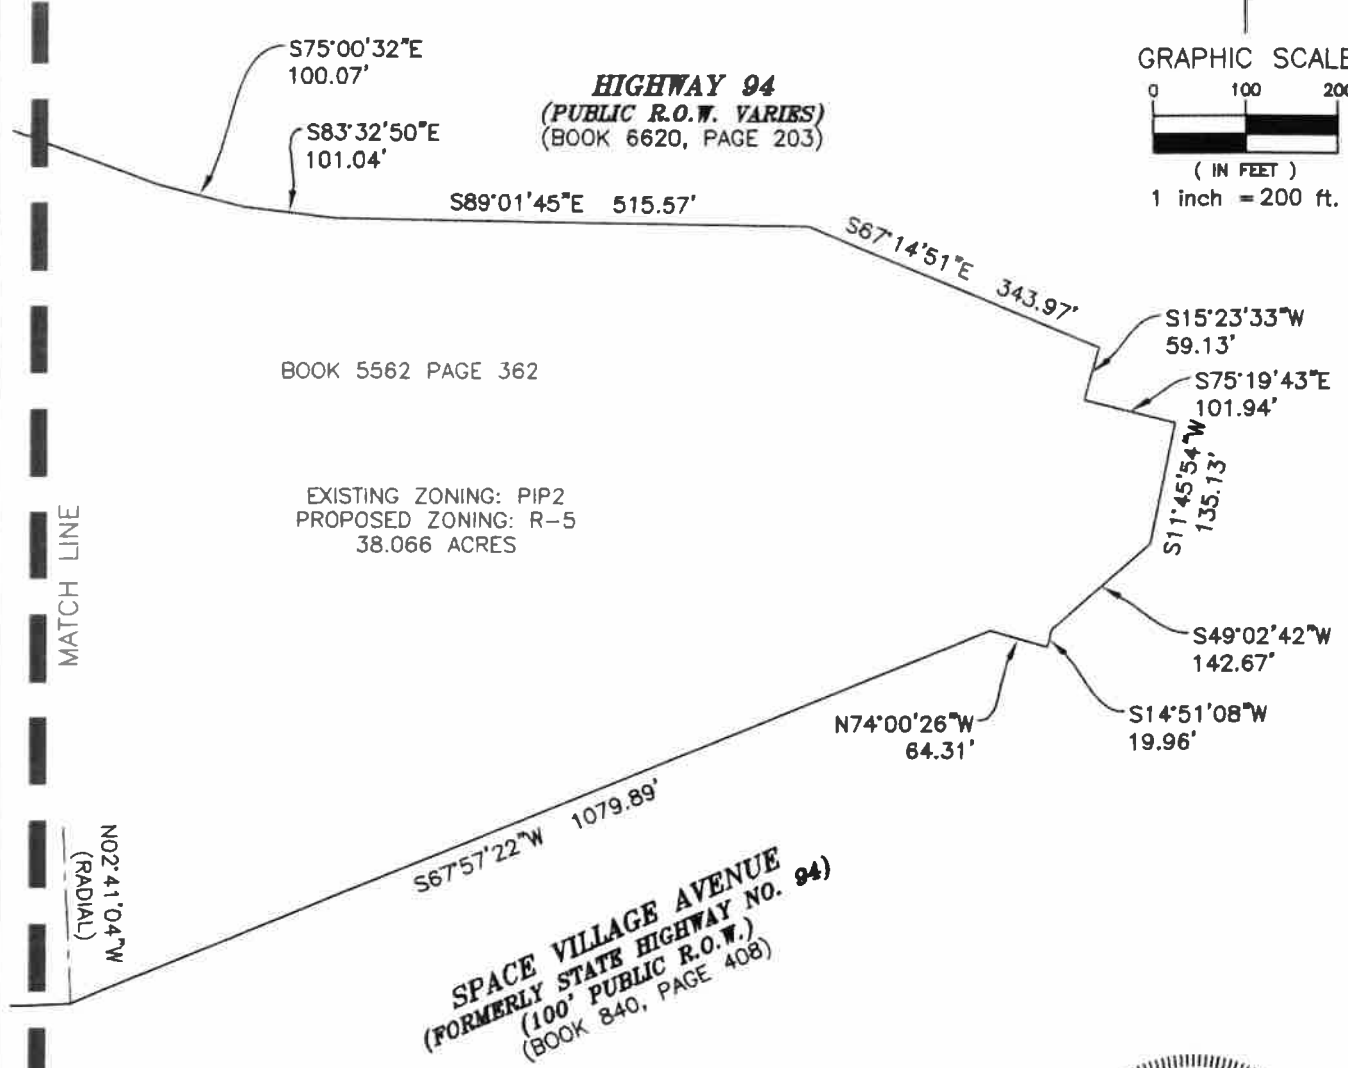 S75°00'32"E
100.07'
HIGHWAY 94
(PUBLIC R.O.W. VARIES)
(BOOK 6620, PAGE 203)
GRAPHIC SCALE
0 100 200
( IN FEET )
1 inch = 200 ft.
S83°32'50"E
101.04'
S89°01'45"E 515.57'
S67°14'51"E 343.97'
S15°23'33"W
59.13'
S75°19'43"E
101.94'
BOOK 5562 PAGE 362
S11°45'54"W
135.13'
EXISTING ZONING: PIP2
PROPOSED ZONING: R-5
38.066 ACRES
MATCH LINE
S49°02'42"W
142.67'
S14°51'08"W
19.96'
N74°00'26"W
64.31'
S67°57'22"W 1079.89'
N02°41'04"W
(RADIAL)
SPACE VILLAGE AVENUE
(FORMERLY STATE HIGHWAY NO. 94)
(100' PUBLIC R.O.W.)
(BOOK 840, PAGE 408)